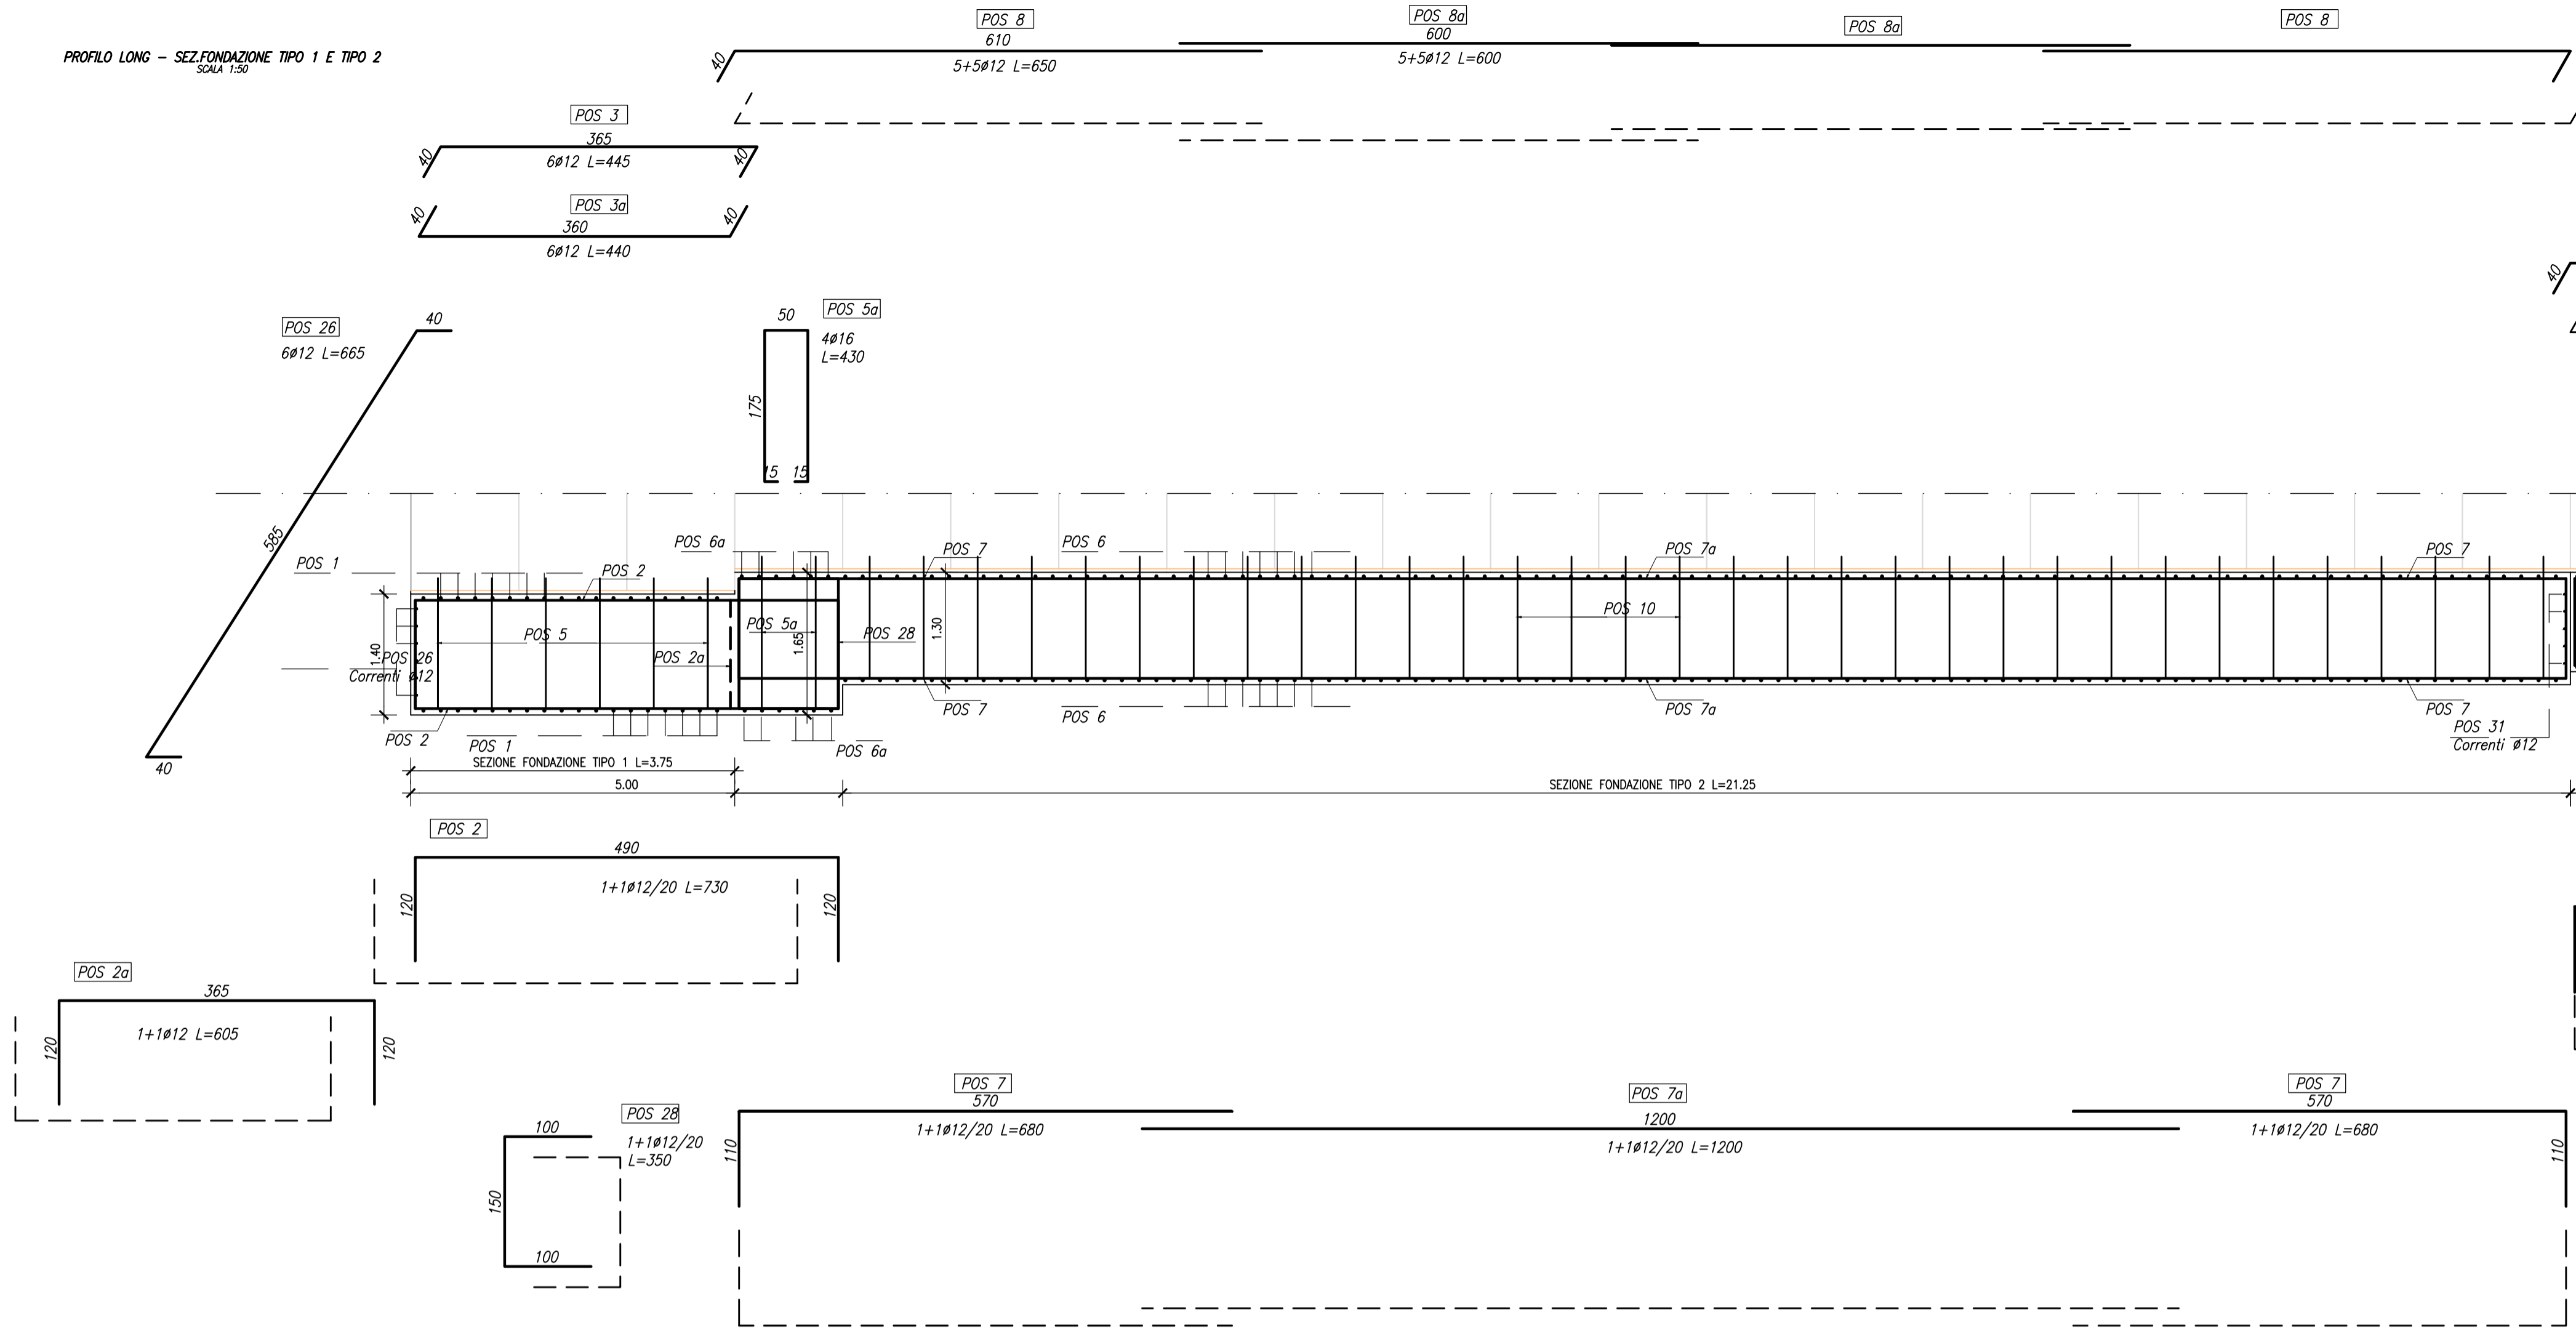 PROFILO LONG – SEZ.FONDAZIONE TIPO 1 E TIPO 2
SCALA 1:50
POS 8
610
40
5+5ø12 L=650
POS 8a
600
5+5ø12 L=600
POS 8a
POS 8
POS 3
365
40
40
6ø12 L=445
POS 3a
40
40
360
6ø12 L=440
40
POS 26
6ø12 L=665
40
585
40
50
POS 5a
4ø16
L=430
175
15 15
POS 1
POS 2
POS 6a
POS 7
POS 6
POS 7a
POS 7
1.40
POS 5
POS 26
Correnti ø12
POS 2a
POS 5a
1.65
POS 28
1.30
POS 10
POS 2
POS 1
POS 6a
POS 7
POS 6
POS 7a
POS 7
POS 31
Correnti ø12
SEZIONE FONDAZIONE TIPO 1 L=3.75
5.00
SEZIONE FONDAZIONE TIPO 2 L=21.25
POS 2
490
1+1ø12/20 L=730
120
120
POS 2a
365
1+1ø12 L=605
120
120
POS 28
100
1+1ø12/20
L=350
150
100
POS 7
570
1+1ø12/20 L=680
110
POS 7a
1200
1+1ø12/20 L=1200
POS 7
570
1+1ø12/20 L=680
110